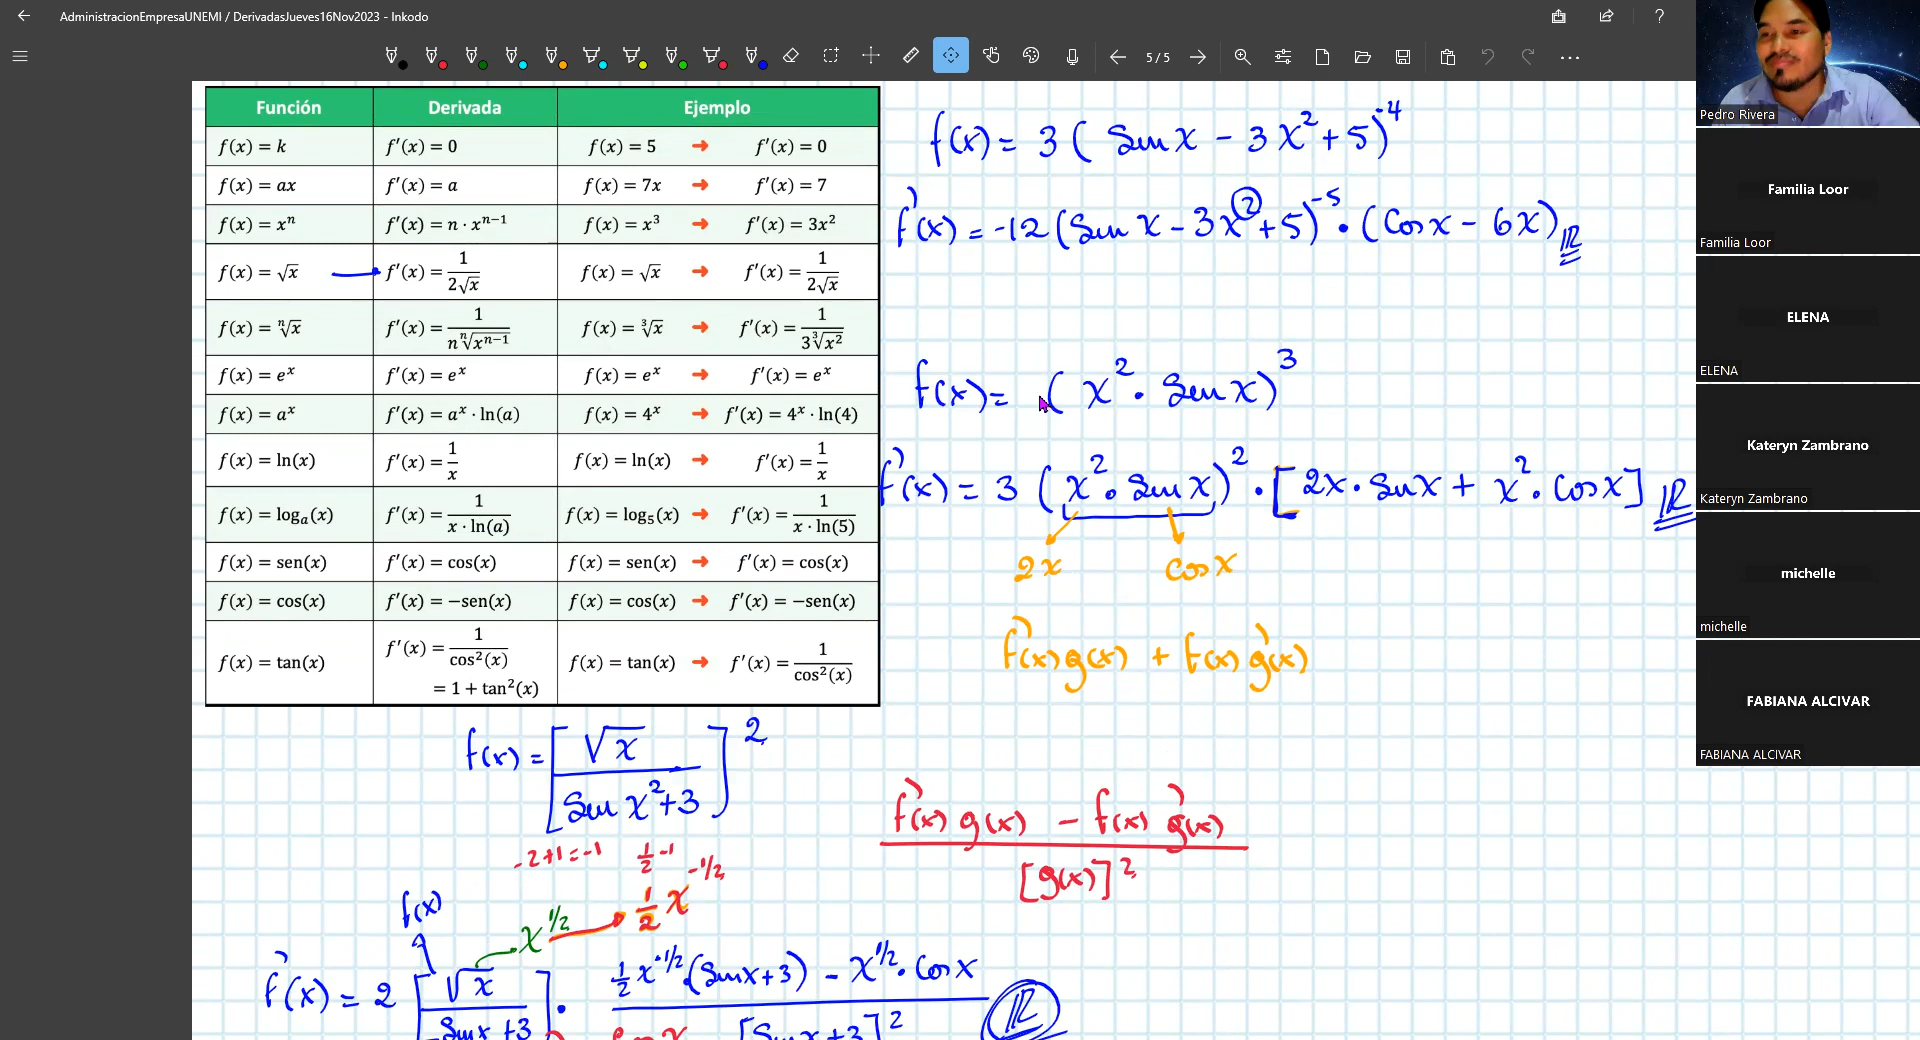 AdministracionEmpresaUNEMI / DerivadasJueves16Nov2023 - Inkodo
5 / 5
Función Derivada Ejemplo
f(x) = k f′(x) = 0 f(x) = 5 ➜ f′(x) = 0
f(x) = ax f′(x) = a f(x) = 7x ➜ f′(x) = 7
f(x) = xⁿ f′(x) = n · xⁿ⁻¹ f(x) = x³ ➜ f′(x) = 3x²
f(x) = √x f′(x) = 1/(2√x) f(x) = √x ➜ f′(x) = 1/(2√x)
f(x) = ⁿ√x f′(x) = 1/(n ⁿ√(xⁿ⁻¹)) f(x) = ³√x ➜ f′(x) = 1/(3 ³√(x²))
f(x) = eˣ f′(x) = eˣ f(x) = eˣ ➜ f′(x) = eˣ
f(x) = aˣ f′(x) = aˣ · ln(a) f(x) = 4ˣ ➜ f′(x) = 4ˣ · ln(4)
f(x) = ln(x) f′(x) = 1/x f(x) = ln(x) ➜ f′(x) = 1/x
f(x) = logₐ(x) f′(x) = 1/(x · ln(a)) f(x) = log₅(x) ➜ f′(x) = 1/(x · ln(5))
f(x) = sen(x) f′(x) = cos(x) f(x) = sen(x) ➜ f′(x) = cos(x)
f(x) = cos(x) f′(x) = −sen(x) f(x) = cos(x) ➜ f′(x) = −sen(x)
f(x) = tan(x) f′(x) = 1/cos²(x) = 1 + tan²(x) f(x) = tan(x) ➜ f′(x) = 1/cos²(x)
f(x) = 3 (Sen x − 3x² + 5)⁻⁴
f′(x) = −12 (Sen x − 3x² + 5)⁻⁵ · (Cos x − 6x) R
f(x) = (x² · Sen x)³
f′(x) = 3 (x² · Sen x)² · [2x · Sen x + x² · Cos x] R
2x Cos x
f′(x) g(x) + f(x) g′(x)
f(x) = [√x / (Sen x² + 3)]²
f′(x) g(x) − f(x) g′(x)
[g(x)]²
-2+1=-1 1/2 -1
f(x) x^1/2 1/2 x^-1/2
f′(x) = 2 [√x / (Sen x + 3)] · (1/2 x^-1/2 · (Sen x + 3) − x^1/2 · Cos x) / [Sen x + 3]² R
Cos x
Pedro Rivera
Familia Loor
Familia Loor
ELENA
ELENA
Kateryn Zambrano
Kateryn Zambrano
michelle
michelle
FABIANA ALCIVAR
FABIANA ALCIVAR